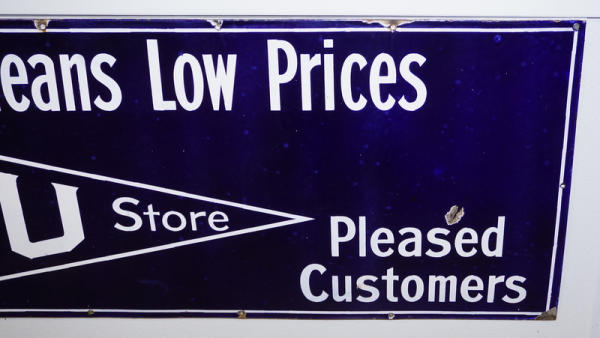 eans Low Prices
U Store
Pleased
Customers